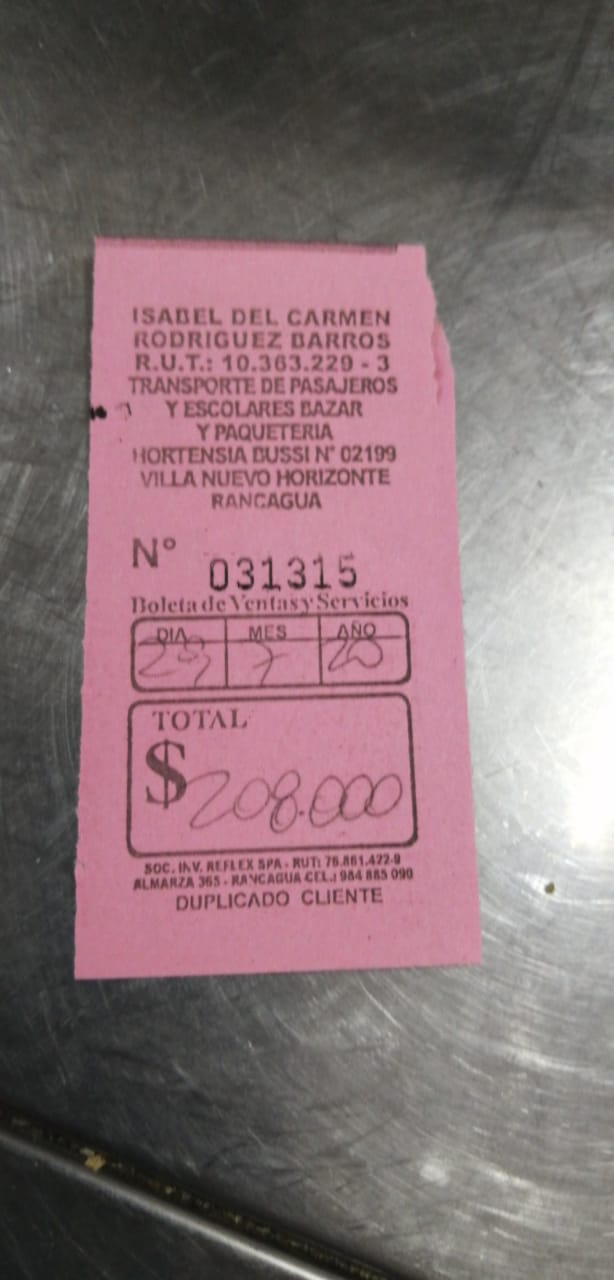 ISABEL DEL CARMEN
RODRIGUEZ BARROS
R.U.T.: 10.363.229 - 3
TRANSPORTE DE PASAJEROS
Y ESCOLARES BAZAR
Y PAQUETERIA
HORTENSIA BUSSI N° 02199
VILLA NUEVO HORIZONTE
RANCAGUA
N° 031315
Boleta de Ventas y Servicios
DIA MES AÑO
7 20
TOTAL
$ 208.000
SOC. INV. REFLEX SPA - RUT: 76.861.422-9
ALMARZA 365 - RANCAGUA CEL.: 984 885 090
DUPLICADO CLIENTE